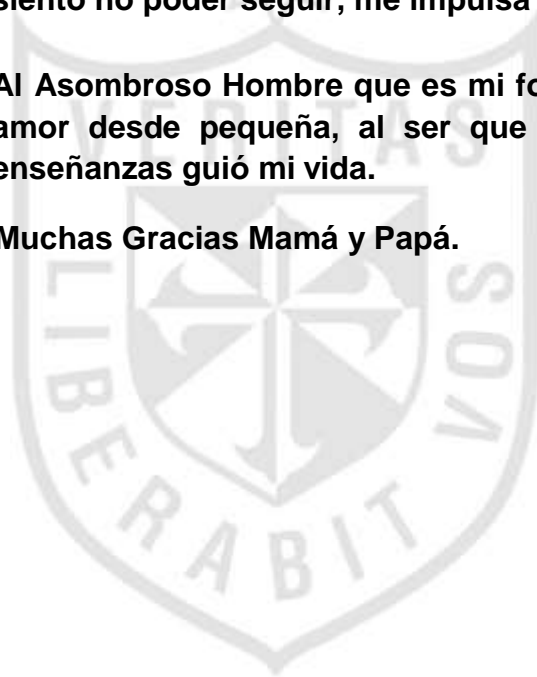 siento no poder seguir, me impulsa
Al Asombroso Hombre que es mi
amor desde pequeña, al ser que
enseñanzas guió mi vida.
Muchas Gracias Mamá y Papá.
VERITAS
LIBERABIT
VOS